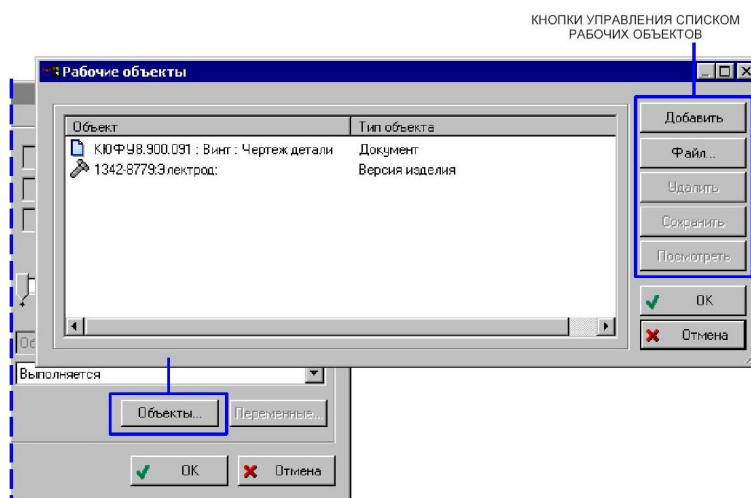 КНОПКИ УПРАВЛЕНИЯ СПИСКОМ
РАБОЧИХ ОБЪЕКТОВ
Рабочие объекты
Объект Тип объекта
КЮФУ8.900.091 : Винт : Чертеж детали Документ
1342-8779:Электрод: Версия изделия
Добавить
Файл...
Удалить
Сохранить
Посмотреть
OK
Отмена
Об
Выполняется
Объекты... Переменные...
OK Отмена